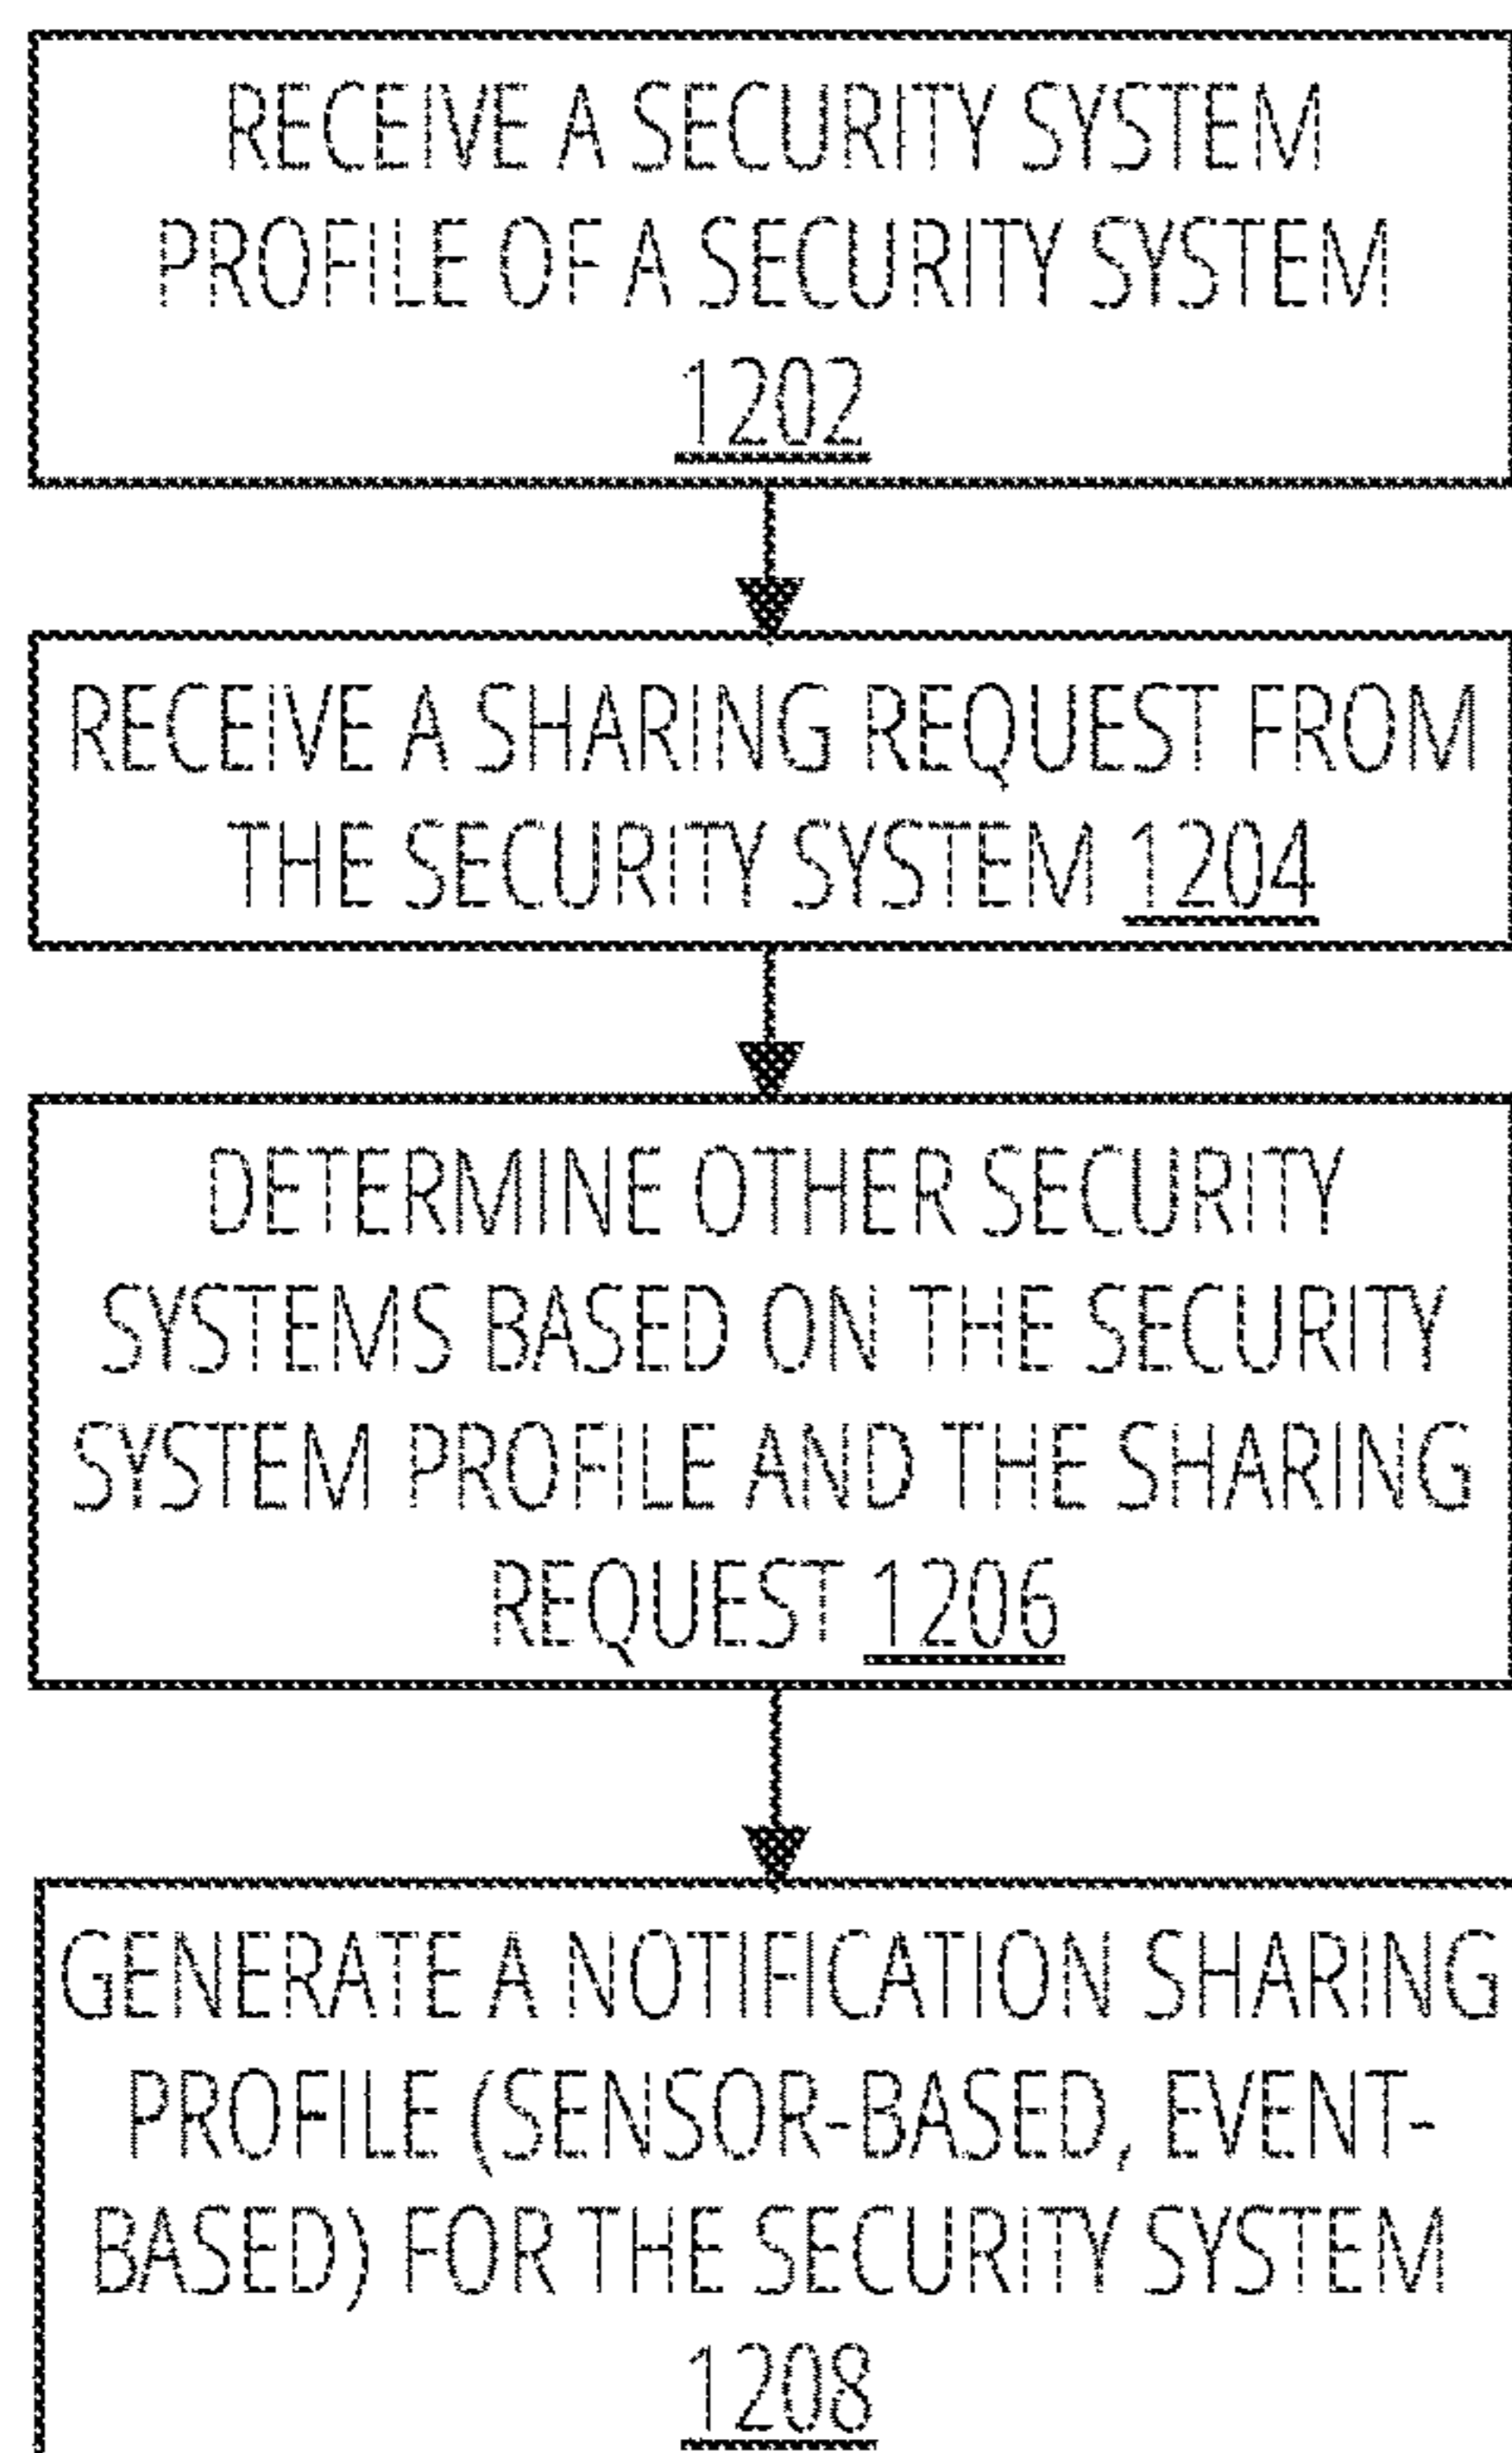 RECEIVE A SECURITY SYSTEM
PROFILE OF A SECURITY SYSTEM
1202
RECEIVE A SHARING REQUEST FROM
THE SECURITY SYSTEM 1204
DETERMINE OTHER SECURITY
SYSTEMS BASED ON THE SECURITY
SYSTEM PROFILE AND THE SHARING
REQUEST 1206
GENERATE A NOTIFICATION SHARING
PROFILE (SENSOR-BASED, EVENT-
BASED) FOR THE SECURITY SYSTEM
1208